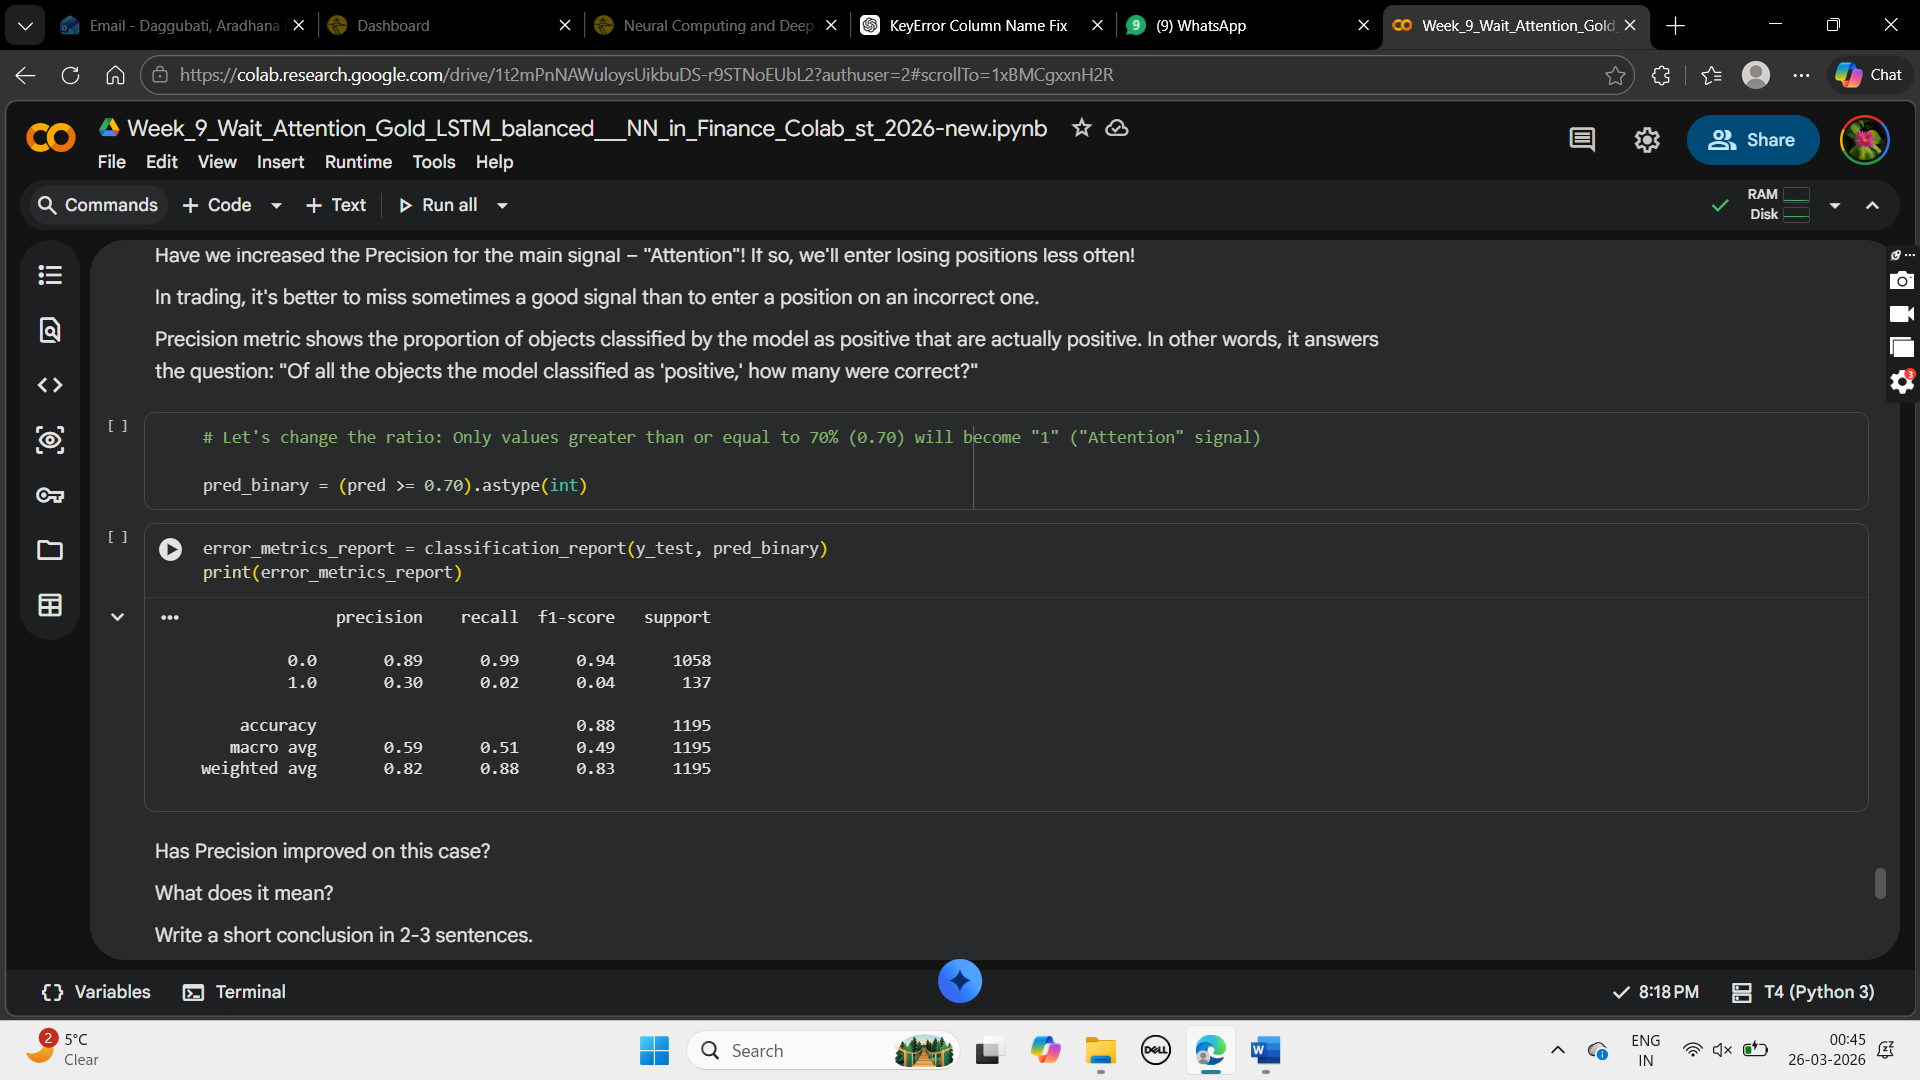 Email - Daggubati, Aradhana
Dashboard
Neural Computing and Deep
KeyError Column Name Fix
9
(9) WhatsApp
Week_9_Wait_Attention_Gold_
https://colab.research.google.com/drive/1t2mPnNAWuloysUikbuDS-r9STNoEUbL2?authuser=2#scrollTo=1xBMCgxxnH2R
Chat
Week_9_Wait_Attention_Gold_LSTM_balanced___NN_in_Finance_Colab_st_2026-new.ipynb
File Edit View Insert Runtime Tools Help
Share
Commands + Code + Text Run all
RAM
Disk
Have we increased the Precision for the main signal – "Attention"! If so, we'll enter losing positions less often!
In trading, it's better to miss sometimes a good signal than to enter a position on an incorrect one.
Precision metric shows the proportion of objects classified by the model as positive that are actually positive. In other words, it answers
the question: "Of all the objects the model classified as 'positive,' how many were correct?"
3
[ ]
# Let's change the ratio: Only values greater than or equal to 70% (0.70) will become "1" ("Attention" signal)
pred_binary = (pred >= 0.70).astype(int)
[ ]
error_metrics_report = classification_report(y_test, pred_binary)
print(error_metrics_report)
precision recall f1-score support
0.0 0.89 0.99 0.94 1058
1.0 0.30 0.02 0.04 137
accuracy 0.88 1195
macro avg 0.59 0.51 0.49 1195
weighted avg 0.82 0.88 0.83 1195
Has Precision improved on this case?
What does it mean?
Write a short conclusion in 2-3 sentences.
Variables Terminal
8:18 PM T4 (Python 3)
2
5°C
Clear
Search
DELL
W
ENG
IN
00:45
26-03-2026